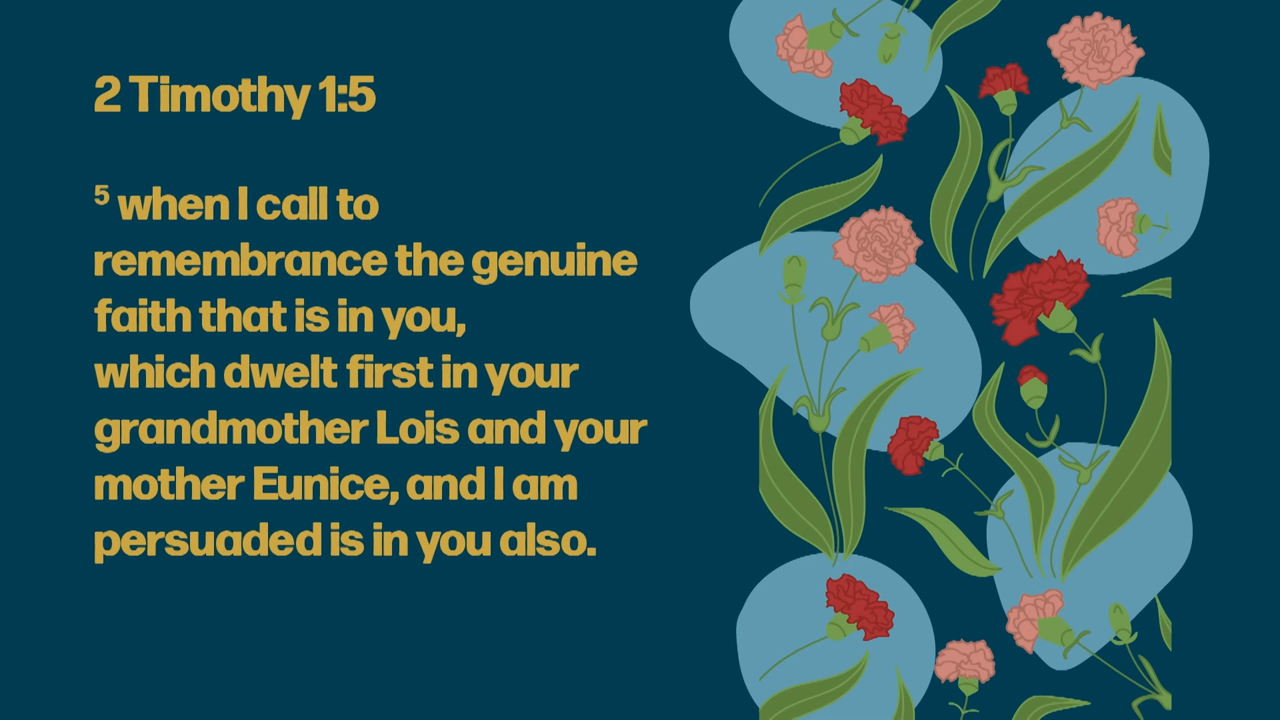 2 Timothy 1:5
⁵ when I call to
remembrance the genuine
faith that is in you,
which dwelt first in your
grandmother Lois and your
mother Eunice, and I am
persuaded is in you also.